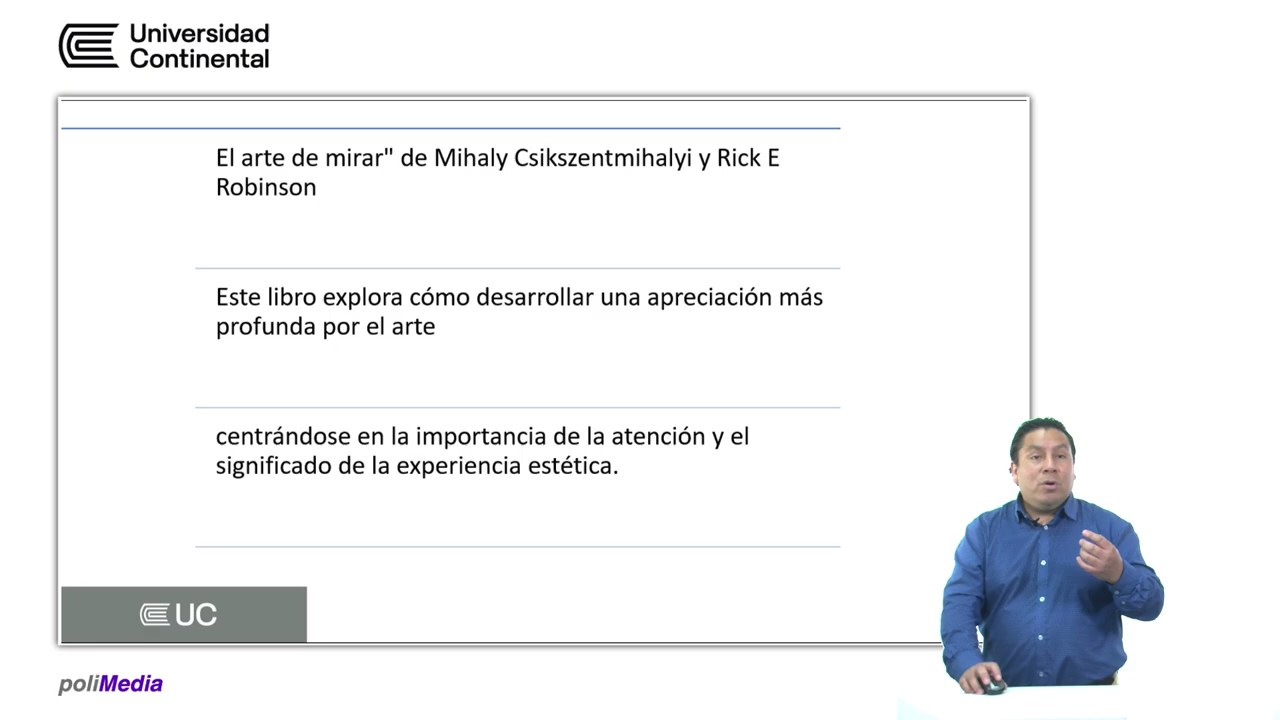 Universidad
Continental
El arte de mirar" de Mihaly Csikszentmihalyi y Rick E
Robinson
Este libro explora cómo desarrollar una apreciación más
profunda por el arte
centrándose en la importancia de la atención y el
significado de la experiencia estética.
UC
poliMedia